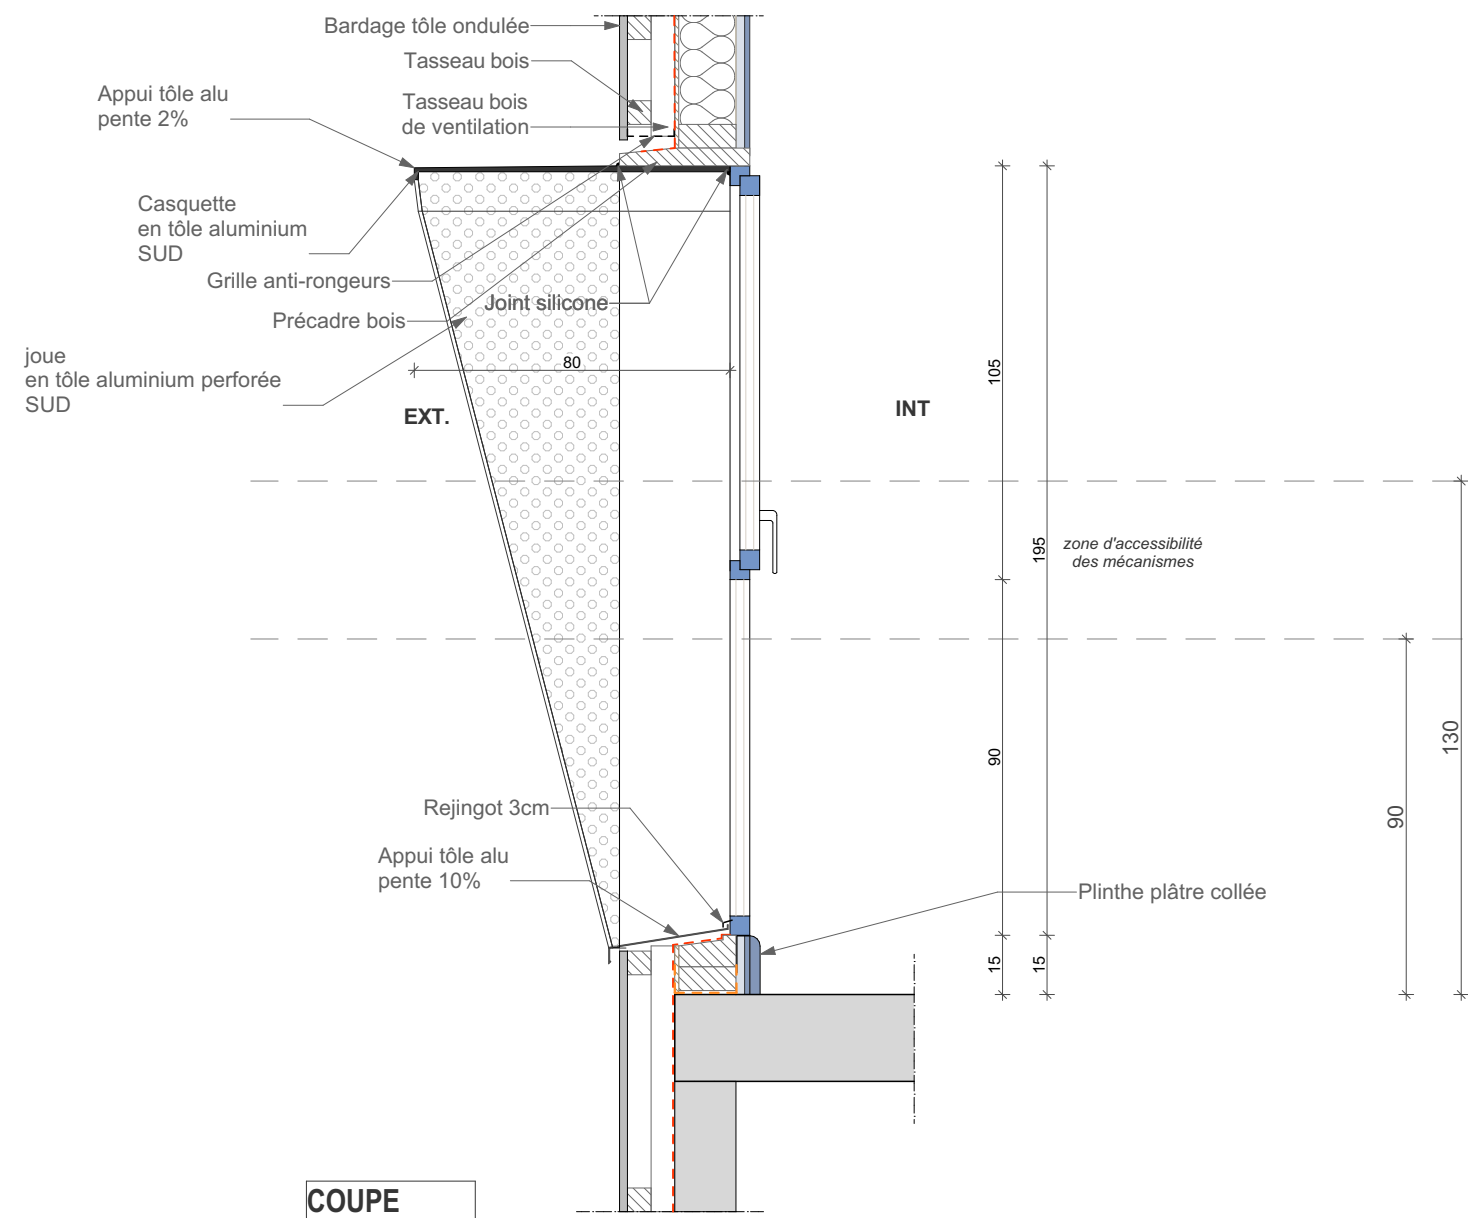 Bardage tôle ondulée
Tasseau bois
Appui tôle alu
pente 2%
Tasseau bois
de ventilation
Casquette
en tôle aluminium
SUD
Grille anti-rongeurs
Joint silicone
Précadre bois
joue
en tôle aluminium perforée
SUD
80
105
EXT.
INT
195
zone d'accessibilité
des mécanismes
130
90
90
Rejingot 3cm
Appui tôle alu
pente 10%
Plinthe plâtre collée
15
15
COUPE